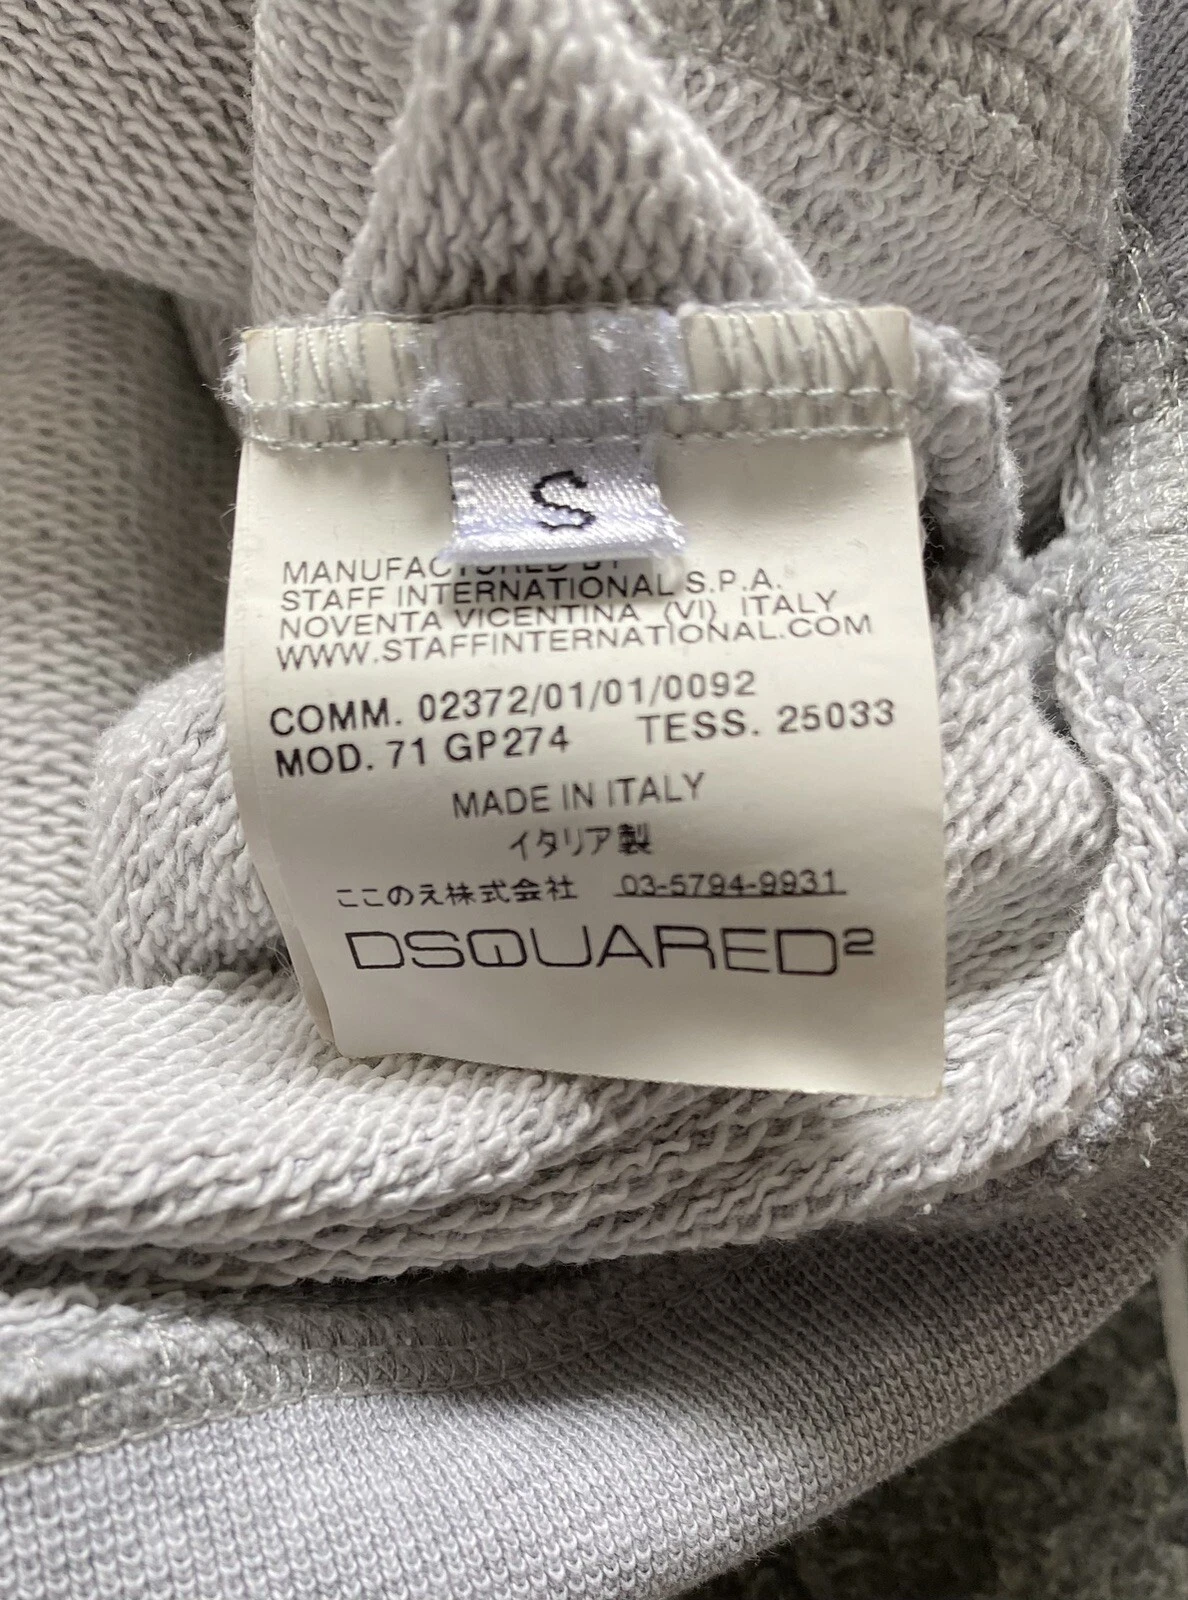 S
MANUFACTURED BY
STAFF INTERNATIONAL S.P.A.
NOVENTA VICENTINA (VI) ITALY
WWW.STAFFINTERNATIONAL.COM
COMM. 02372/01/01/0092
MOD. 71 GP274 TESS. 25033
MADE IN ITALY
イタリア製
ここのえ株式会社 03-5794-9931
DSQUARED2